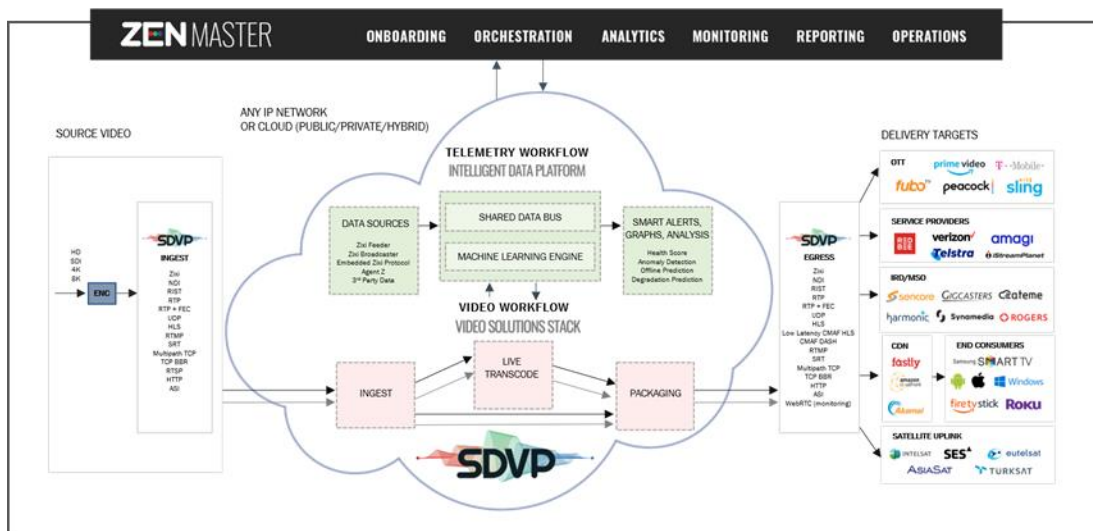 ZEN MASTER
ONBOARDING ORCHESTRATION ANALYTICS MONITORING REPORTING OPERATIONS
ANY IP NETWORK
OR CLOUD (PUBLIC/PRIVATE/HYBRID)
SOURCE VIDEO
HD
SDI
4K
8K
ENC
SDVP
INGEST
Zixi
NDI
RIST
RTP
RTP + FEC
UDP
HLS
RTMP
SRT
Multipath TCP
TCP BBR
RTSP
HTTP
ASI
TELEMETRY WORKFLOW
INTELLIGENT DATA PLATFORM
DATA SOURCES
Zixi Feeder
Zixi Broadcaster
Embedded Zixi Protocol
Agent Z
3rd Party Data
SHARED DATA BUS
MACHINE LEARNING ENGINE
SMART ALERTS,
GRAPHS, ANALYSIS
Health Score
Anomaly Detection
Offline Prediction
Degradation Prediction
VIDEO WORKFLOW
VIDEO SOLUTIONS STACK
INGEST
LIVE
TRANSCODE
PACKAGING
SDVP
SDVP
EGRESS
Zixi
NDI
RIST
RTP
RTP + FEC
UDP
HLS
Low Latency CMAF HLS
CMAF DASH
RTMP
SRT
Multipath TCP
TCP BBR
HTTP
ASI
WebRTC (monitoring)
DELIVERY TARGETS
OTT
prime video
T-Mobile-
fubo
peacock
sling
SERVICE PROVIDERS
RED
BEE
verizon
amagi
Telstra
iStreamPlanet
IRD/MSO
sencore
GIGCASTERS
ateme
harmonic
Synamedia
ROGERS
CDN
fastly
amazon
Akamai
END CONSUMERS
Samsung SMART TV
Windows
firetvstick
ROKU
SATELLITE UPLINK
INTELSAT
SES
eutelsat
ASIASAT
TURKSAT